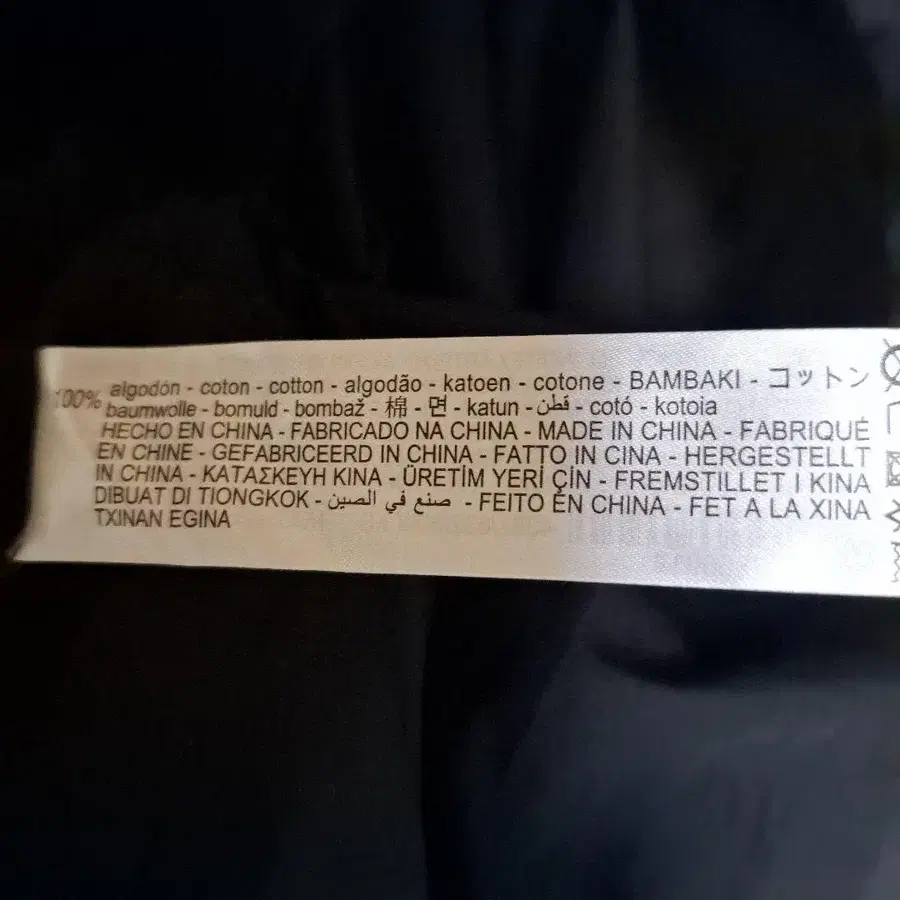 100% algodón - coton - cotton - algodão - katoen - cotone - BAMBAKI - コットン
baumwolle - bomuld - bombaž - 棉 - 면 - katun - قطن - cotó - kotoia
HECHO EN CHINA - FABRICADO NA CHINA - MADE IN CHINA - FABRIQUÉ
EN CHINE - GEFABRICEERD IN CHINA - FATTO IN CINA - HERGESTELLT
IN CHINA - ΚΑΤΑΣΚΕΥΗ ΚΙΝΑ - ÜRETİM YERİ ÇİN - FREMSTILLET I KINA
DIBUAT DI TIONGKOK - صنع في الصين - FEITO EN CHINA - FET A LA XINA
TXINAN EGINA